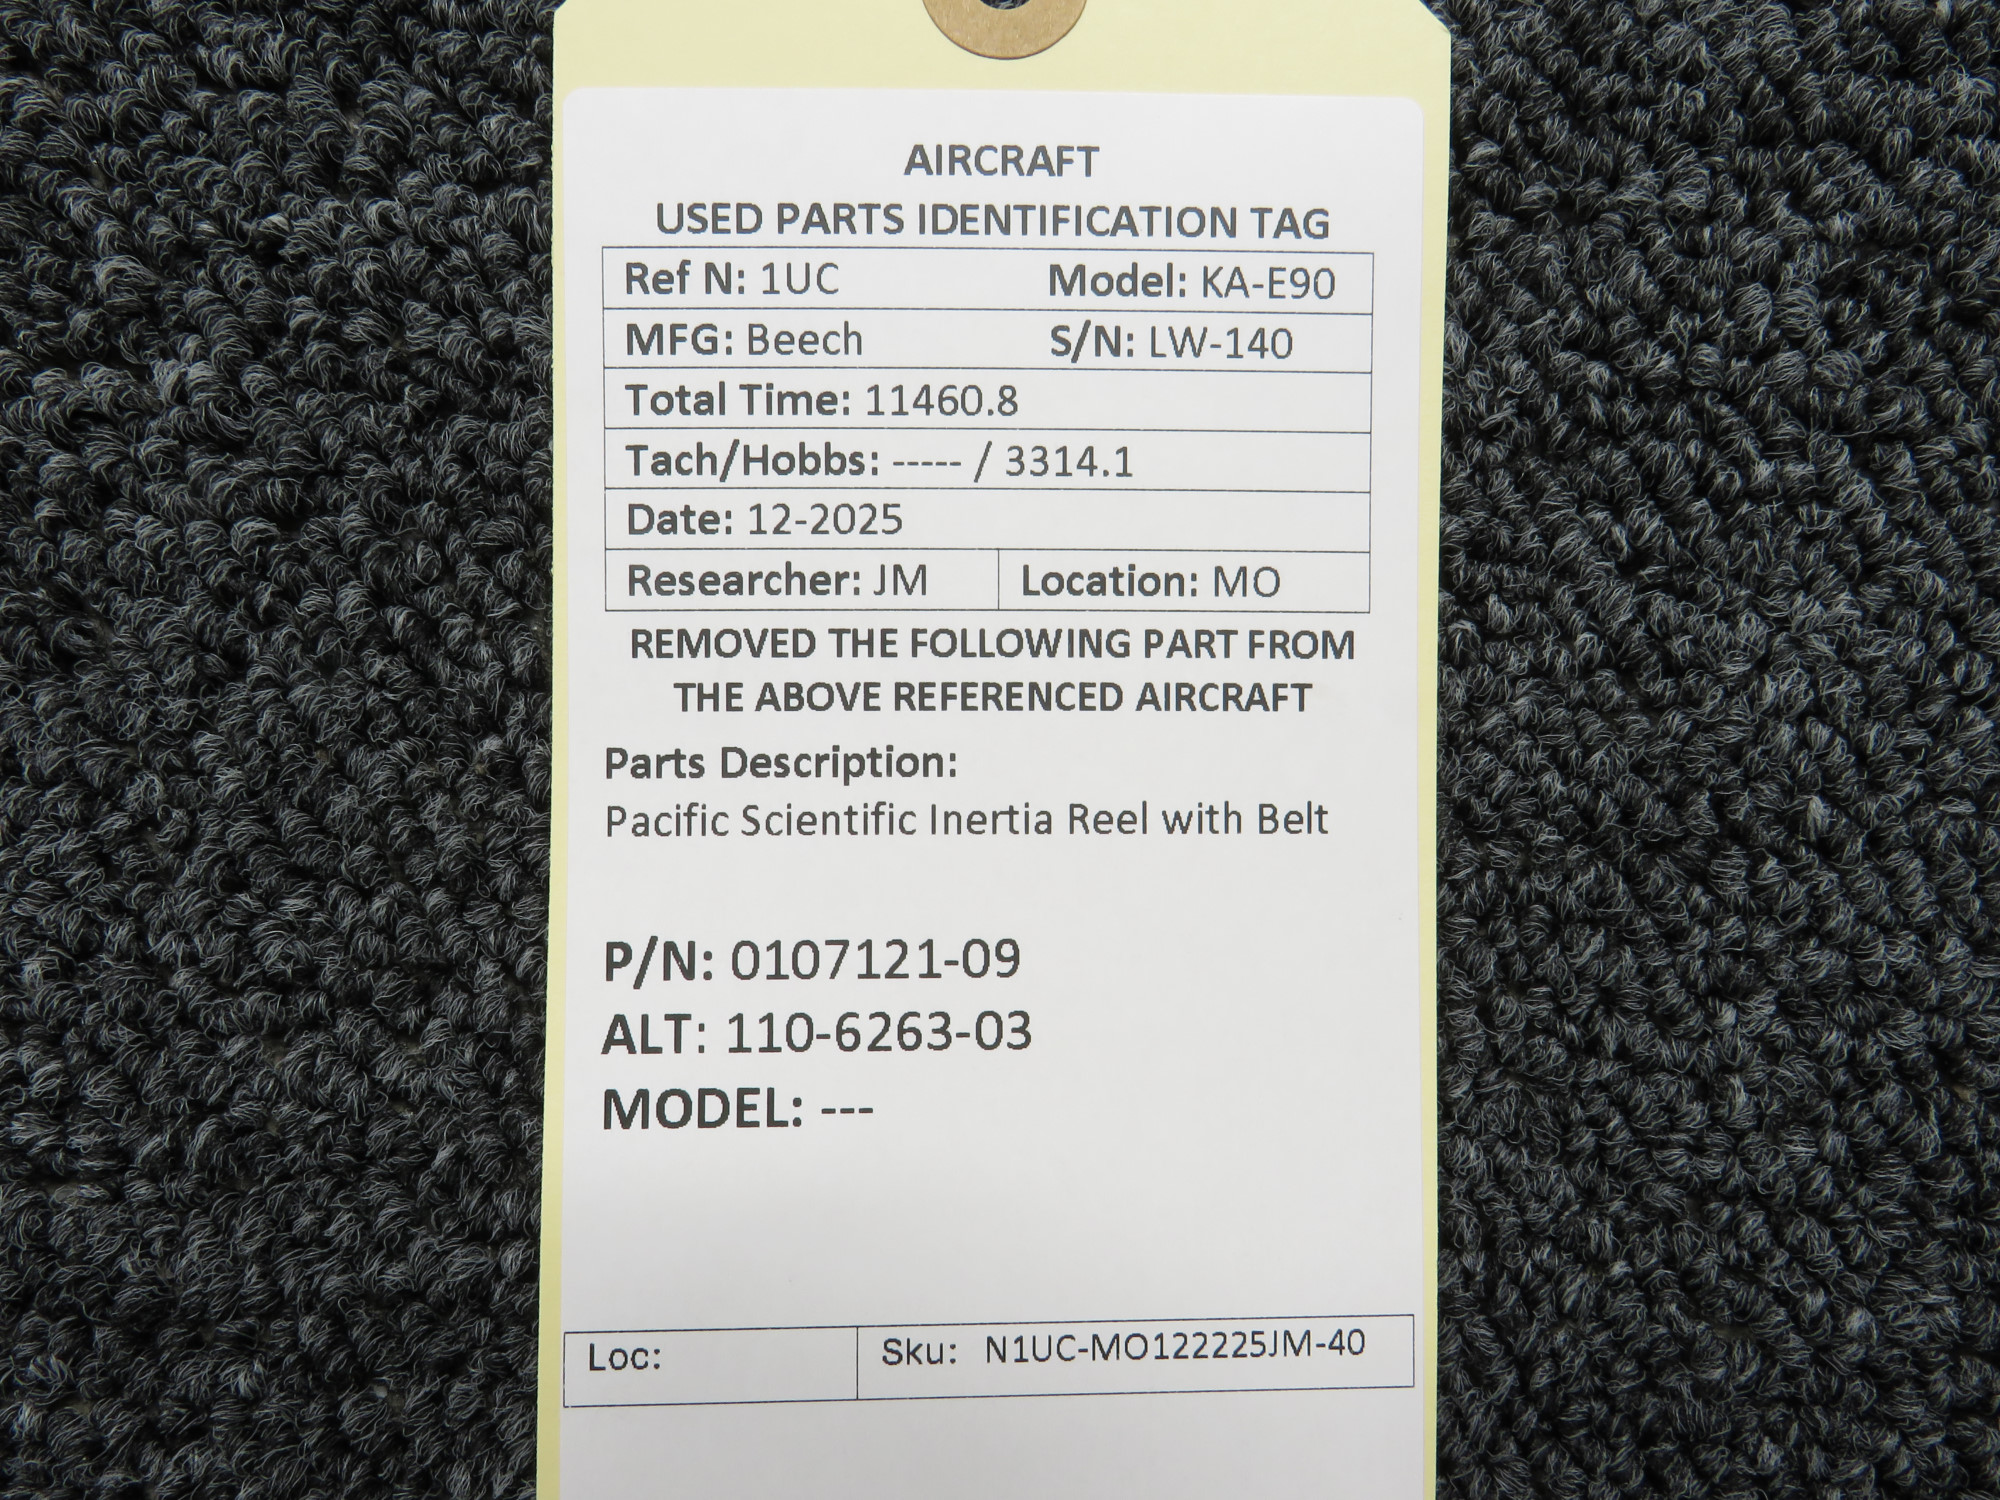 AIRCRAFT
USED PARTS IDENTIFICATION TAG
Ref N: 1UC Model: KA-E90
MFG: Beech S/N: LW-140
Total Time: 11460.8
Tach/Hobbs: ----- / 3314.1
Date: 12-2025
Researcher: JM Location: MO
REMOVED THE FOLLOWING PART FROM
THE ABOVE REFERENCED AIRCRAFT
Parts Description:
Pacific Scientific Inertia Reel with Belt
P/N: 0107121-09
ALT: 110-6263-03
MODEL: ---
Loc: Sku: N1UC-MO122225JM-40